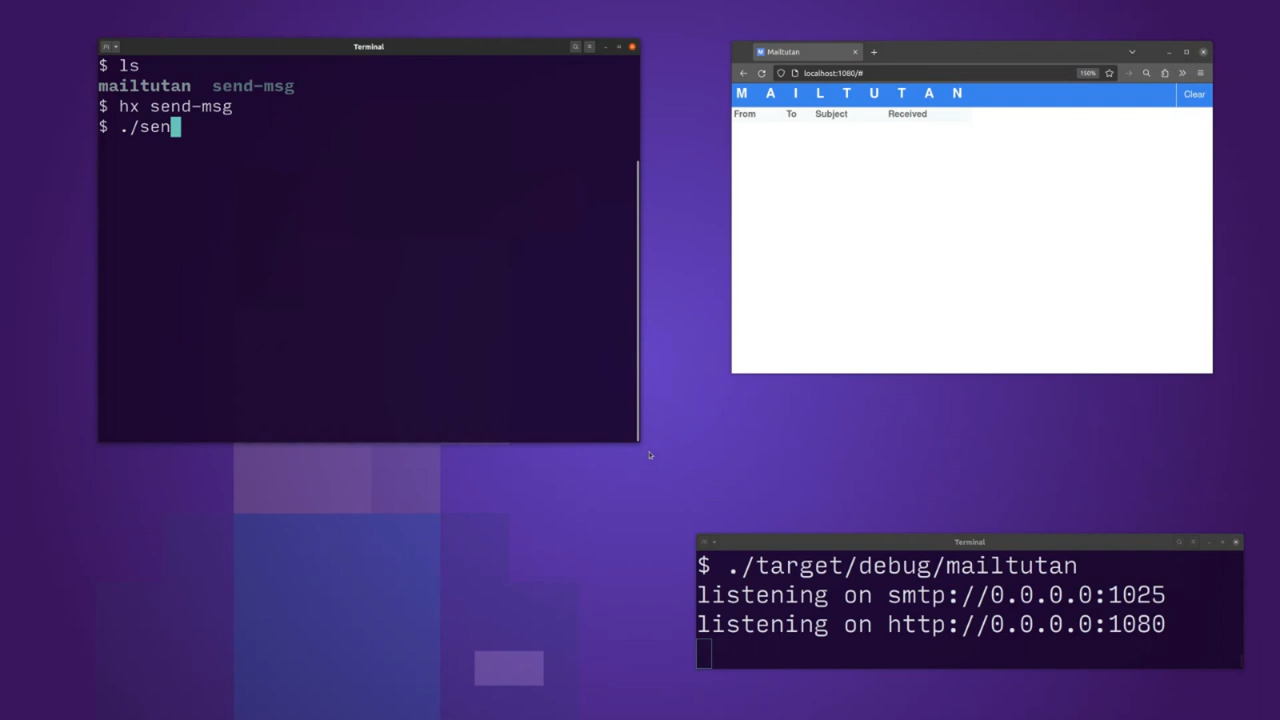 Terminal
$ ls
mailtutan send-msg
$ hx send-msg
$ ./sen
Mailtutan
localhost:1080/#
150%
M A I L T U T A N
Clear
From To Subject Received
Terminal
$ ./target/debug/mailtutan
listening on smtp://0.0.0.0:1025
listening on http://0.0.0.0:1080